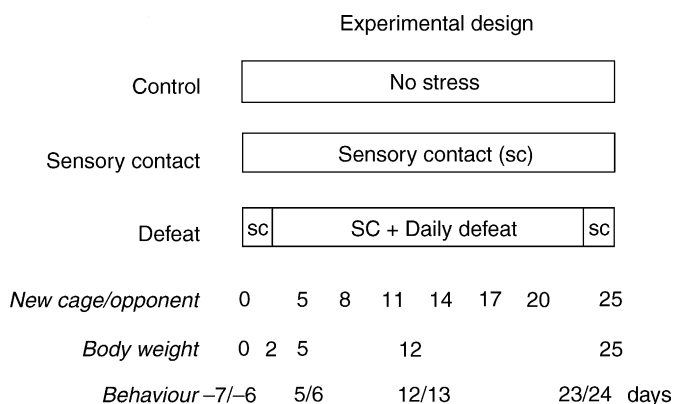 Experimental design
Control No stress
Sensory contact Sensory contact (sc)
Defeat sc SC + Daily defeat sc
New cage/opponent 0 5 8 11 14 17 20 25
Body weight 0 2 5 12 25
Behaviour –7/–6 5/6 12/13 23/24 days